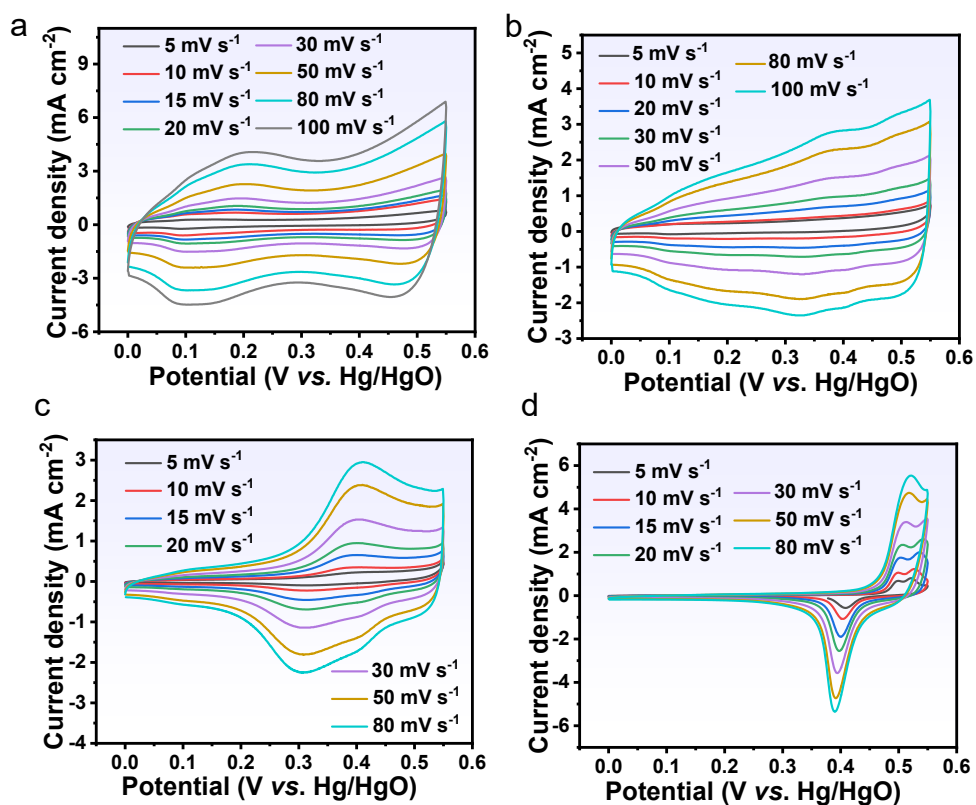 a
Current density (mA cm⁻²)
9
6
3
0
-3
-6
5 mV s⁻¹
10 mV s⁻¹
15 mV s⁻¹
20 mV s⁻¹
30 mV s⁻¹
50 mV s⁻¹
80 mV s⁻¹
100 mV s⁻¹
0.0 0.1 0.2 0.3 0.4 0.5 0.6
Potential (V vs. Hg/HgO)
b
Current density (mA cm⁻²)
5
4
3
2
1
0
-1
-2
-3
5 mV s⁻¹
10 mV s⁻¹
20 mV s⁻¹
30 mV s⁻¹
50 mV s⁻¹
80 mV s⁻¹
100 mV s⁻¹
0.0 0.1 0.2 0.3 0.4 0.5 0.6
Potential (V vs. Hg/HgO)
c
Current density (mA cm⁻²)
3
2
1
0
-1
-2
-3
-4
5 mV s⁻¹
10 mV s⁻¹
15 mV s⁻¹
20 mV s⁻¹
30 mV s⁻¹
50 mV s⁻¹
80 mV s⁻¹
0.0 0.1 0.2 0.3 0.4 0.5 0.6
Potential (V vs. Hg/HgO)
d
Current density (mA cm⁻²)
6
4
2
0
-2
-4
-6
5 mV s⁻¹
10 mV s⁻¹
15 mV s⁻¹
20 mV s⁻¹
30 mV s⁻¹
50 mV s⁻¹
80 mV s⁻¹
0.0 0.1 0.2 0.3 0.4 0.5 0.6
Potential (V vs. Hg/HgO)